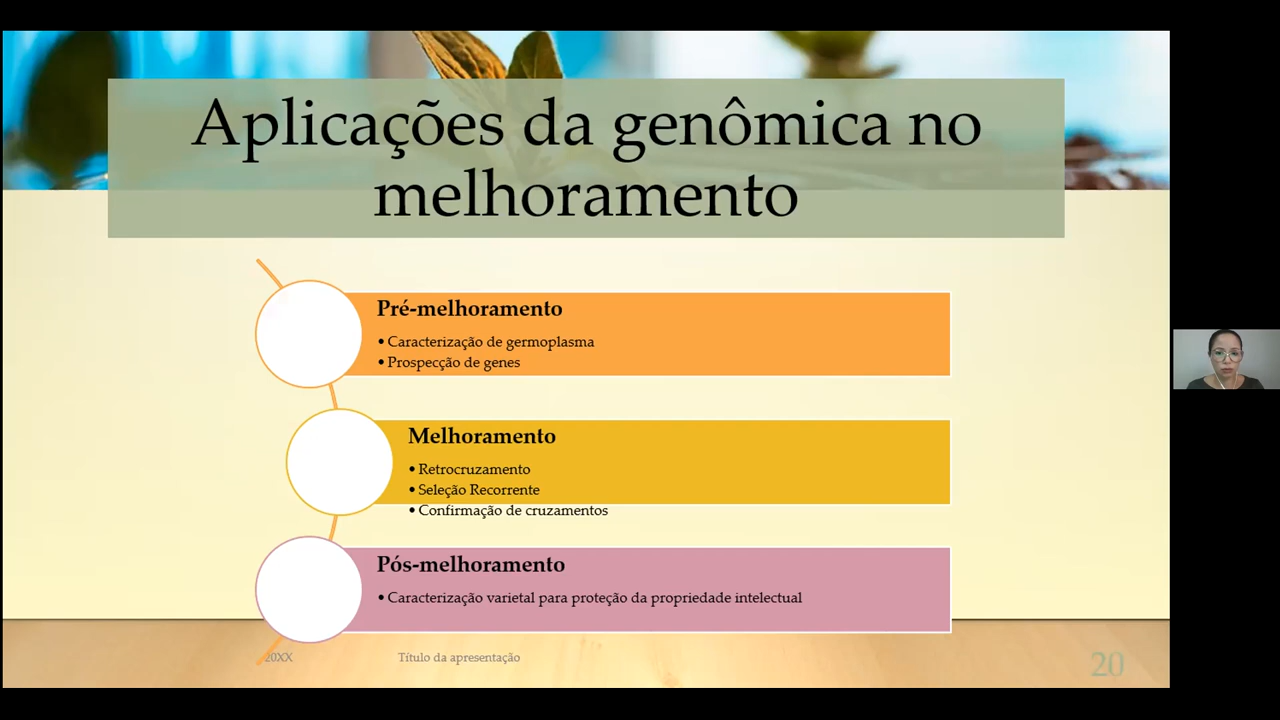 Aplicações da genômica no
melhoramento
Pré-melhoramento
• Caracterização de germoplasma
• Prospecção de genes
Melhoramento
• Retrocruzamento
• Seleção Recorrente
• Confirmação de cruzamentos
Pós-melhoramento
• Caracterização varietal para proteção da propriedade intelectual
20XX
Título da apresentação
20